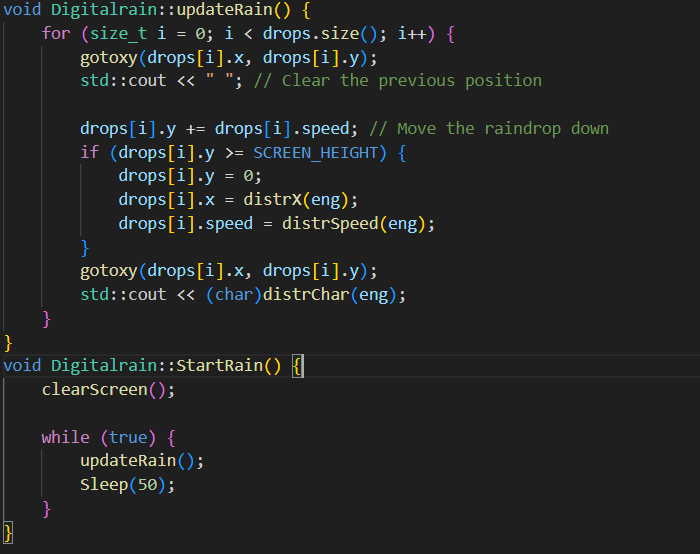 void Digitalrain::updateRain() {
    for (size_t i = 0; i < drops.size(); i++) {
        gotoxy(drops[i].x, drops[i].y);
        std::cout << " "; // Clear the previous position

        drops[i].y += drops[i].speed; // Move the raindrop down
        if (drops[i].y >= SCREEN_HEIGHT) {
            drops[i].y = 0;
            drops[i].x = distrX(eng);
            drops[i].speed = distrSpeed(eng);
        }
        gotoxy(drops[i].x, drops[i].y);
        std::cout << (char)distrChar(eng);
    }
}
void Digitalrain::StartRain() {
    clearScreen();

    while (true) {
        updateRain();
        Sleep(50);
    }
}